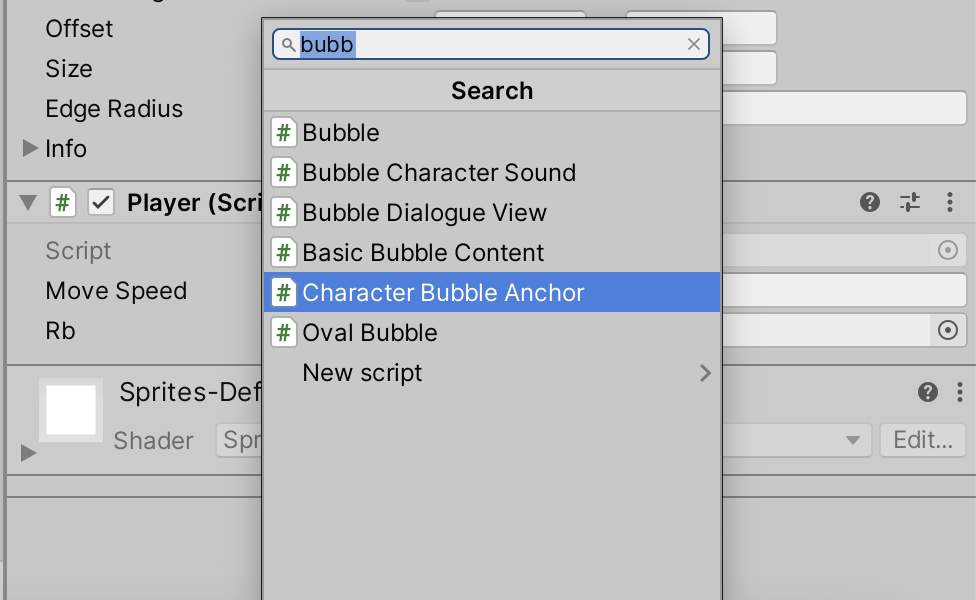 Offset
bubb
Size
Search
Edge Radius
Bubble
Info
Bubble Character Sound
Player (Scri
Bubble Dialogue View
Script
Basic Bubble Content
Move Speed
Character Bubble Anchor
Rb
Oval Bubble
New script
Sprites-Def
Shader
Spr
Edit...